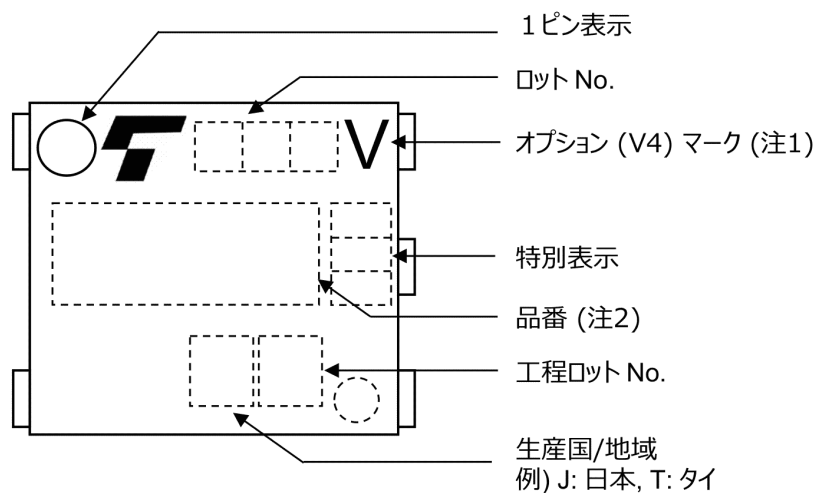 1ピン表示
ロット No.
V
オプション (V4) マーク (注1)
特別表示
品番 (注2)
工程ロット No.
生産国/地域
例) J: 日本, T: タイ